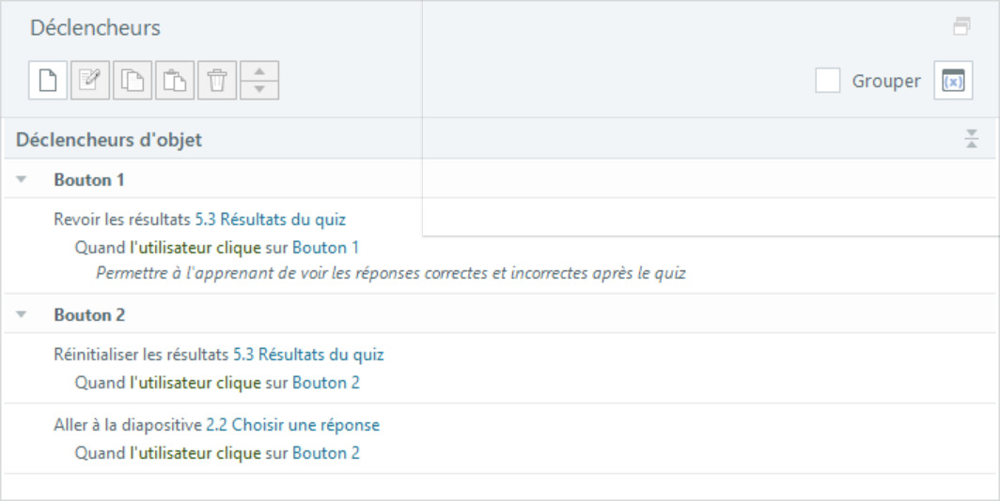 Déclencheurs
Grouper
(x)
Déclencheurs d'objet
Bouton 1
Revoir les résultats 5.3 Résultats du quiz
Quand l'utilisateur clique sur Bouton 1
Permettre à l'apprenant de voir les réponses correctes et incorrectes après le quiz
Bouton 2
Réinitialiser les résultats 5.3 Résultats du quiz
Quand l'utilisateur clique sur Bouton 2
Aller à la diapositive 2.2 Choisir une réponse
Quand l'utilisateur clique sur Bouton 2